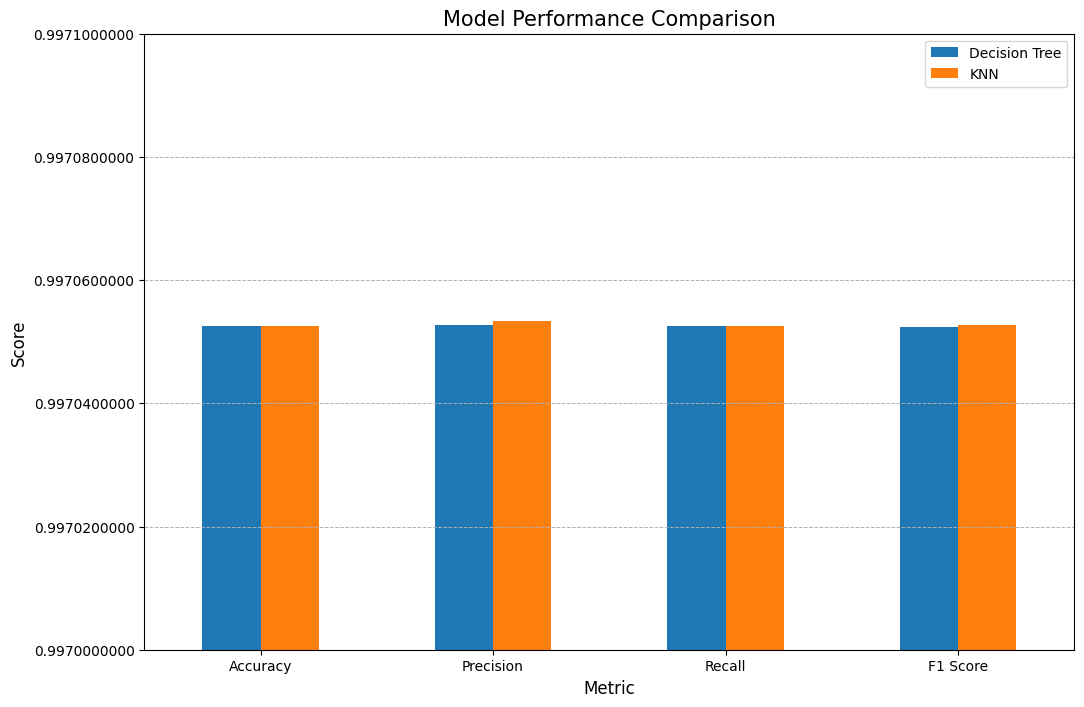 Model Performance Comparison
0.9971000000
0.9970800000
0.9970600000
0.9970400000
0.9970200000
0.9970000000
Score
Decision Tree
KNN
Accuracy
Precision
Recall
F1 Score
Metric